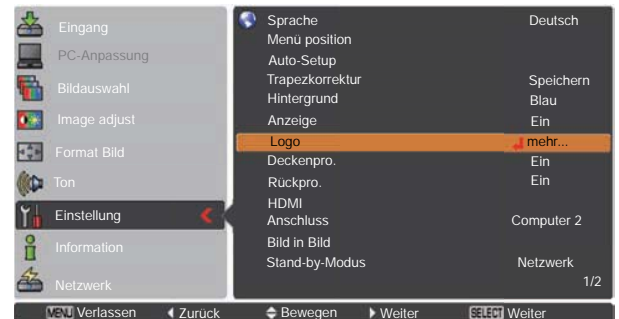 Eingang
PC-Anpassung
Bildauswahl
Image adjust
Format Bild
Ton
Einstellung
Information
Netzwerk
Sprache Deutsch
Menü position
Auto-Setup
Trapezkorrektur Speichern
Hintergrund Blau
Anzeige Ein
Logo mehr...
Deckenpro. Ein
Rückpro. Ein
HDMI
Anschluss Computer 2
Bild in Bild
Stand-by-Modus Netzwerk
1/2
MENU Verlassen Zurück Bewegen Weiter SELECT Weiter